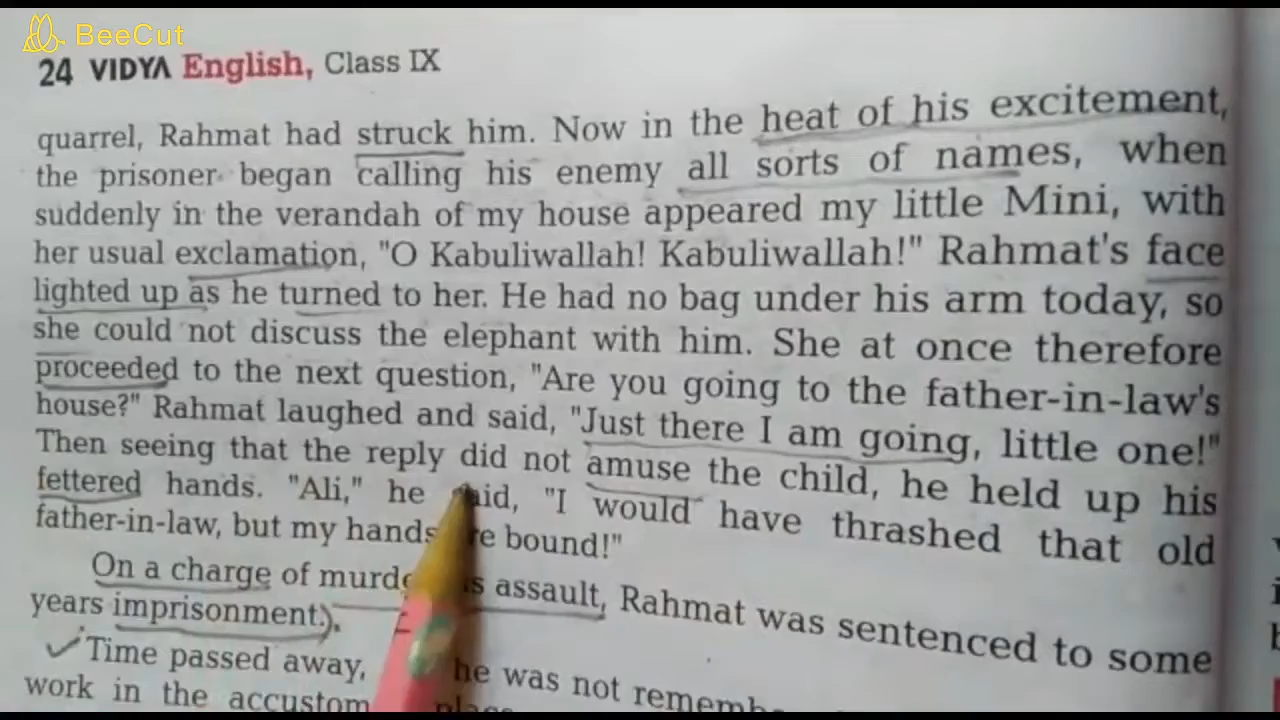 BeeCut
24 VIDYA English, Class IX
quarrel, Rahmat had struck him. Now in the heat of his excitement,
the prisoner began calling his enemy all sorts of names, when
suddenly in the verandah of my house appeared my little Mini, with
her usual exclamation, "O Kabuliwallah! Kabuliwallah!" Rahmat's face
lighted up as he turned to her. He had no bag under his arm today, so
she could not discuss the elephant with him. She at once therefore
proceeded to the next question, "Are you going to the father-in-law's
house?" Rahmat laughed and said, "Just there I am going, little one!"
Then seeing that the reply did not amuse the child, he held up his
fettered hands. "Ali," he said, "I would have thrashed that old
father-in-law, but my hands are bound!"
On a charge of murderous assault, Rahmat was sentenced to some
years imprisonment.
Time passed away, he was not
work in the